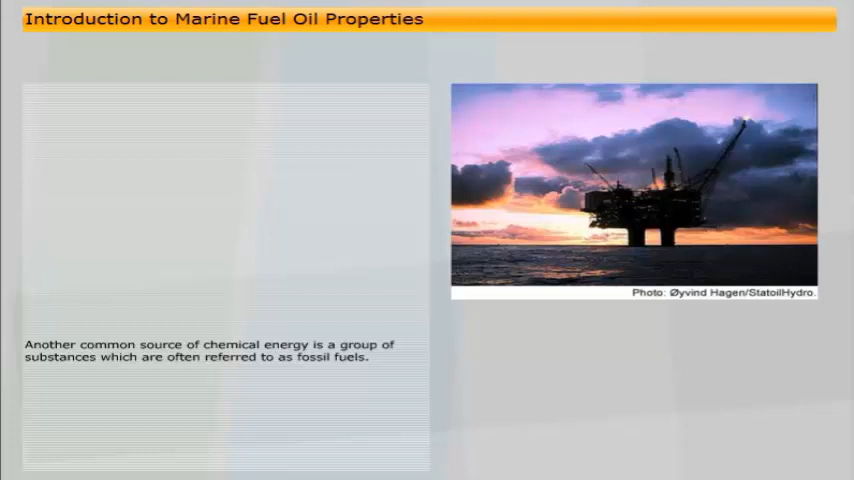 Introduction to Marine Fuel Oil Properties
Photo: Øyvind Hagen/StatoilHydro.
Another common source of chemical energy is a group of
substances which are often referred to as fossil fuels.